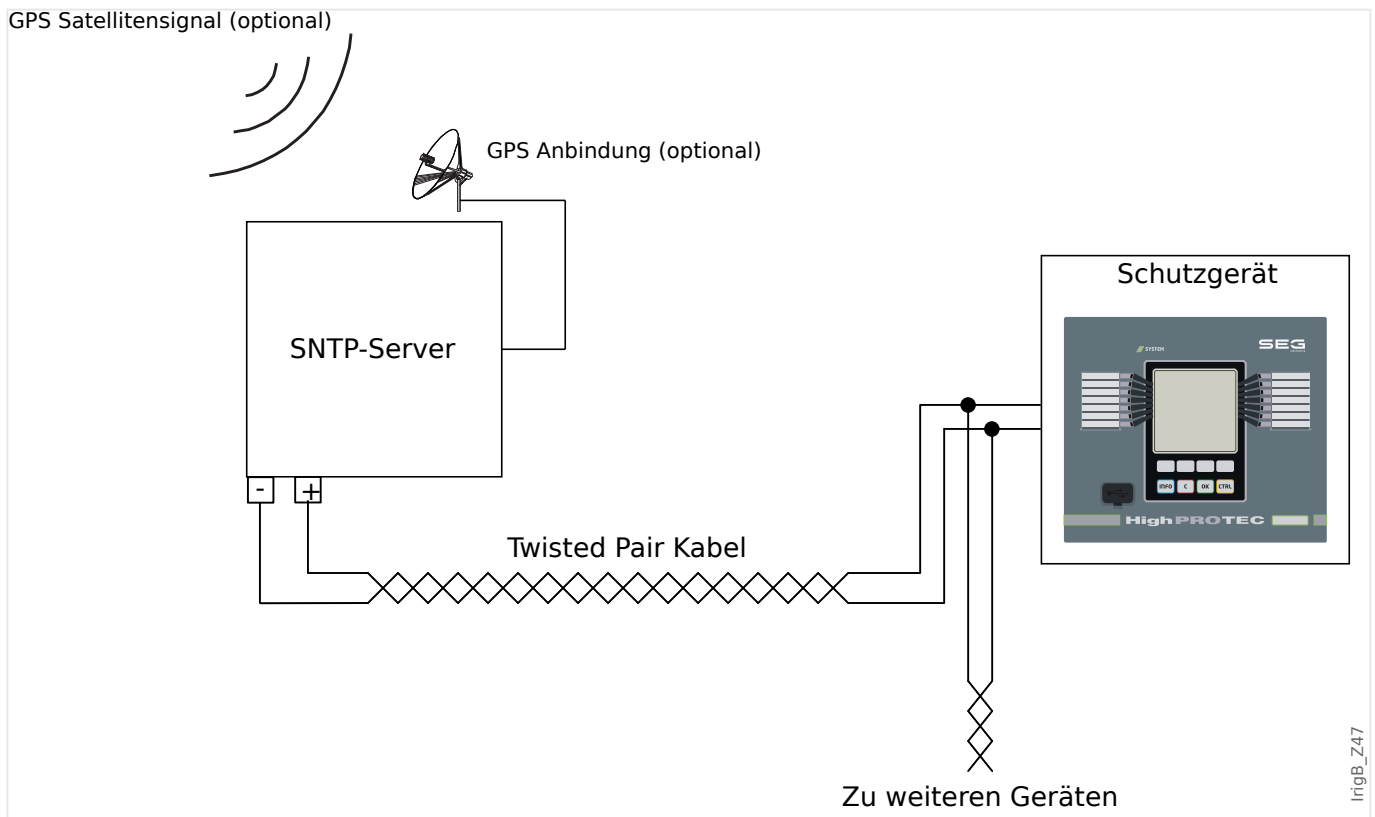 GPS Satellitensignal (optional)
GPS Anbindung (optional)
SNTP-Server
-
+
Schutzgerät
SYSTEM
SEG
INFO
C
OK
CTRL
HighPROTEC
Twisted Pair Kabel
Zu weiteren Geräten
IrigB_Z47